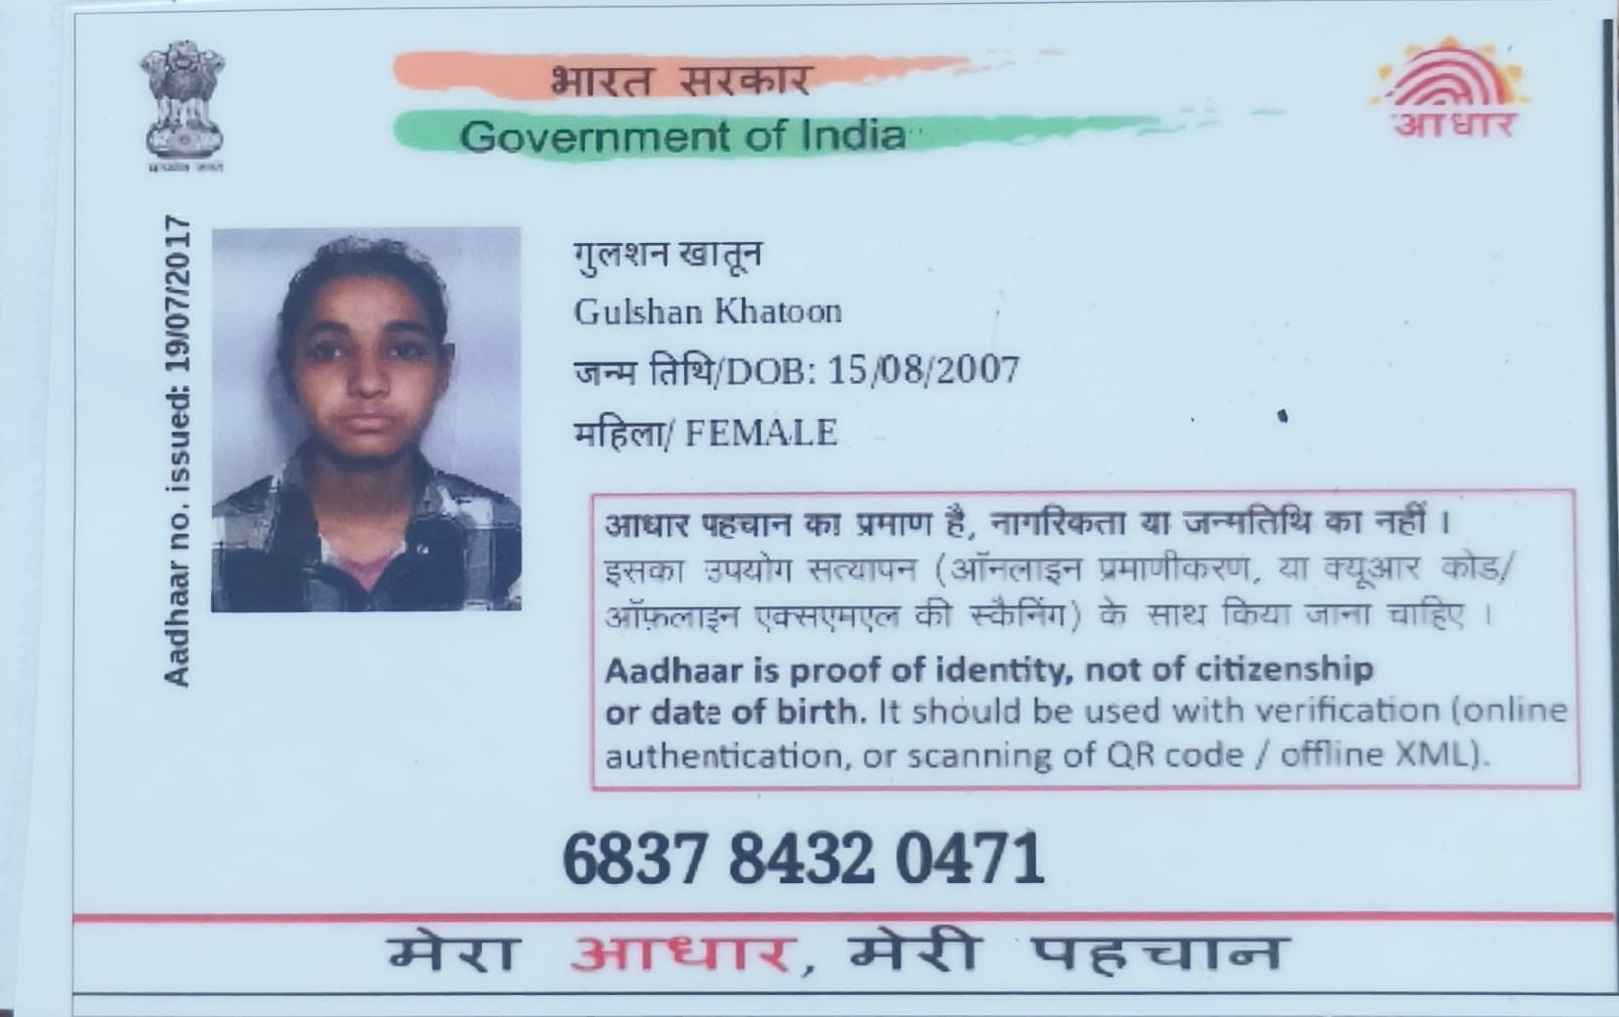 भारत सरकार
Government of India
आधार
Aadhaar no. issued: 19/07/2017
गुलशन खातून
Gulshan Khatoon
जन्म तिथि/DOB: 15/08/2007
महिला/ FEMALE
आधार पहचान का प्रमाण है, नागरिकता या जन्मतिथि का नहीं ।
इसका उपयोग सत्यापन (ऑनलाइन प्रमाणीकरण, या क्यूआर कोड/
ऑफ़लाइन एक्सएमएल की स्कैनिंग) के साथ किया जाना चाहिए ।
Aadhaar is proof of identity, not of citizenship
or date of birth. It should be used with verification (online
authentication, or scanning of QR code / offline XML).
6837 8432 0471
मेरा आधार, मेरी पहचान